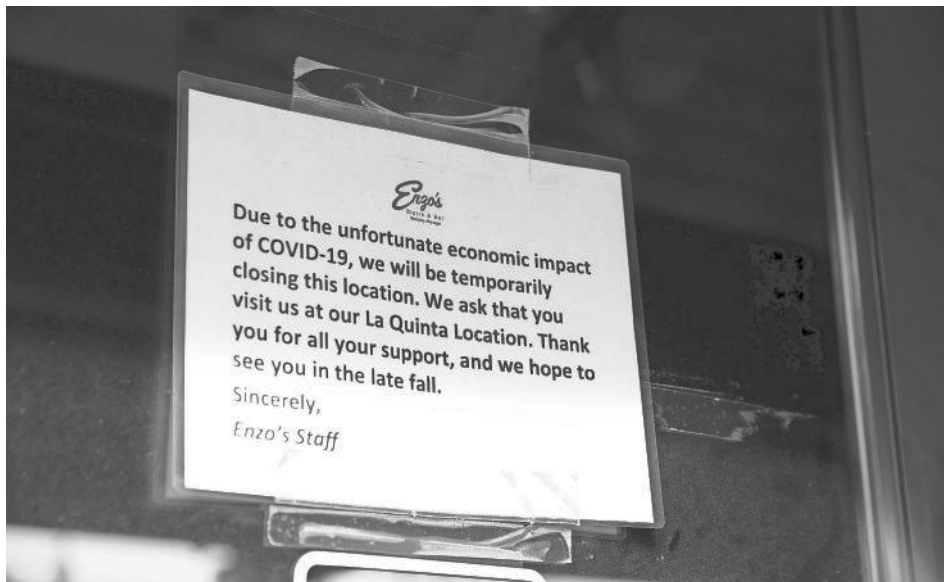 Enzo's
Bistro & Bar
Due to the unfortunate economic impact
of COVID-19, we will be temporarily
closing this location. We ask that you
visit us at our La Quinta Location. Thank
you for all your support, and we hope to
see you in the late fall.
Sincerely,
Enzo's Staff